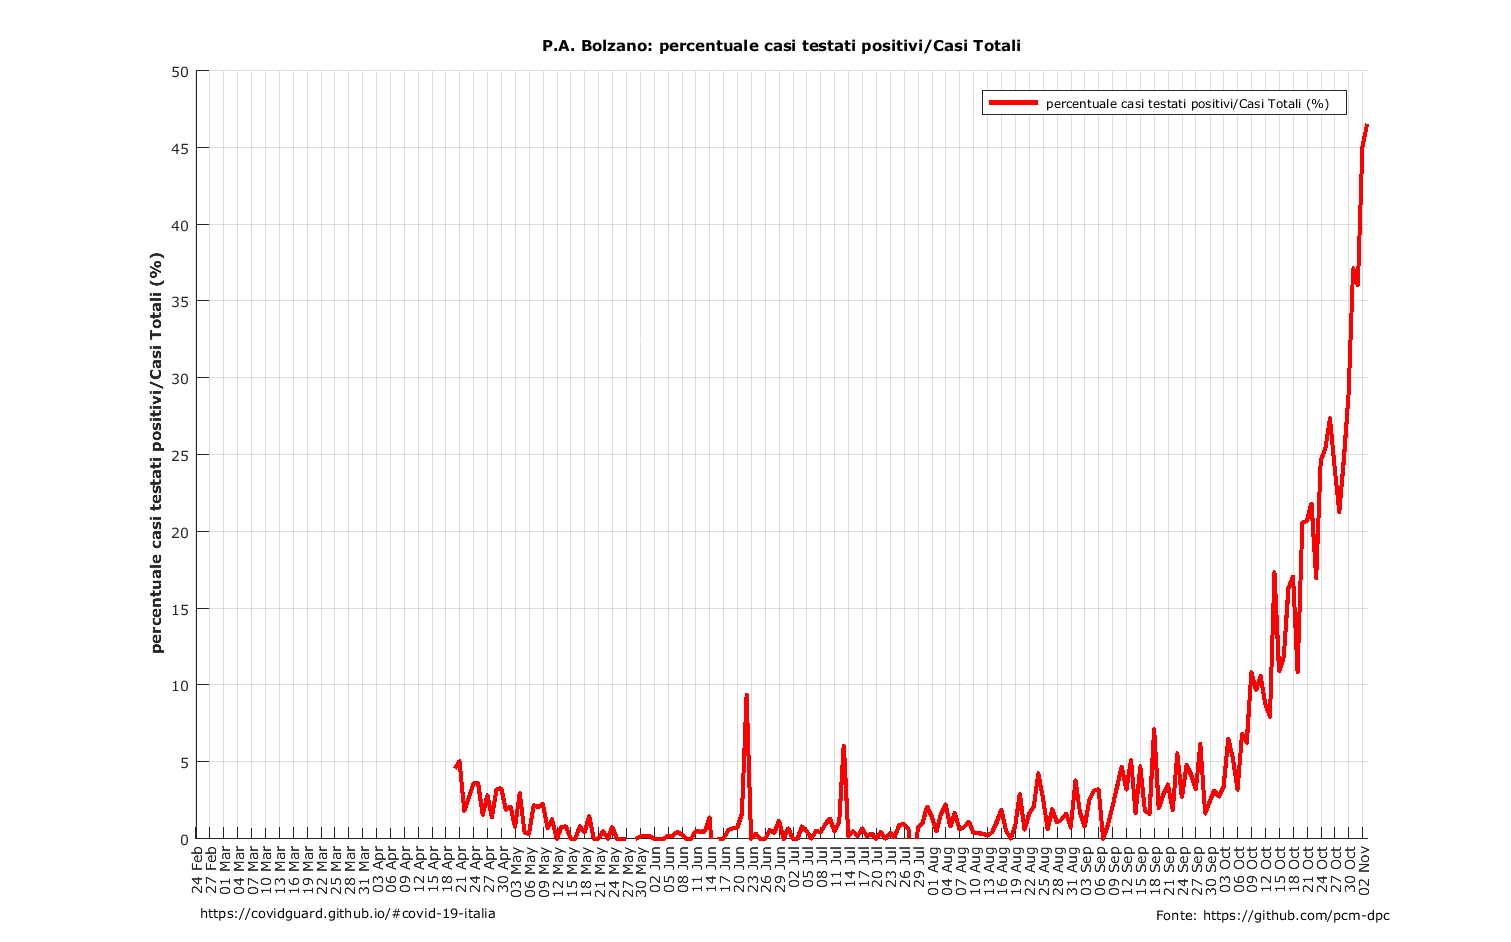 P.A. Bolzano: percentuale casi testati positivi/Casi Totali
percentuale casi testati positivi/Casi Totali (%)
percentuale casi testati positivi/Casi Totali (%)
50
45
40
35
30
25
20
15
10
5
0
24 Feb
27 Feb
01 Mar
04 Mar
07 Mar
10 Mar
13 Mar
16 Mar
19 Mar
22 Mar
25 Mar
28 Mar
31 Mar
03 Apr
06 Apr
09 Apr
12 Apr
15 Apr
18 Apr
21 Apr
24 Apr
27 Apr
30 Apr
03 May
06 May
09 May
12 May
15 May
18 May
21 May
24 May
27 May
30 May
02 Jun
05 Jun
08 Jun
11 Jun
14 Jun
17 Jun
20 Jun
23 Jun
26 Jun
29 Jun
02 Jul
05 Jul
08 Jul
11 Jul
14 Jul
17 Jul
20 Jul
23 Jul
26 Jul
29 Jul
01 Aug
04 Aug
07 Aug
10 Aug
13 Aug
16 Aug
19 Aug
22 Aug
25 Aug
28 Aug
31 Aug
03 Sep
06 Sep
09 Sep
12 Sep
15 Sep
18 Sep
21 Sep
24 Sep
27 Sep
30 Sep
03 Oct
06 Oct
09 Oct
12 Oct
15 Oct
18 Oct
21 Oct
24 Oct
27 Oct
30 Oct
02 Nov
https://covidguard.github.io/#covid-19-italia
Fonte: https://github.com/pcm-dpc